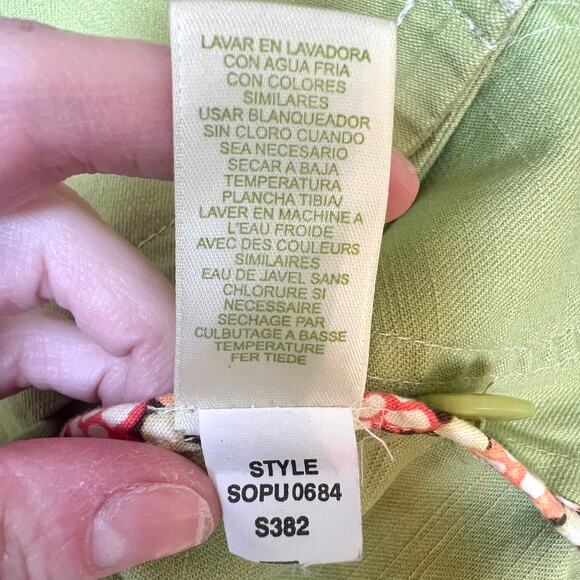 LAVAR EN LAVADORA
CON AGUA FRIA
CON COLORES
SIMILARES
USAR BLANQUEADOR
SIN CLORO CUANDO
SEA NECESARIO
SECAR A BAJA
TEMPERATURA
PLANCHA TIBIA/
LAVER EN MACHINE A
L'EAU FROIDE
AVEC DES COULEURS
SIMILAIRES
EAU DE JAVEL SANS
CHLORURE SI
NECESSAIRE
SECHAGE PAR
CULBUTAGE A BASSE
TEMPERATURE
FER TIEDE
STYLE
SOPU0684
S382